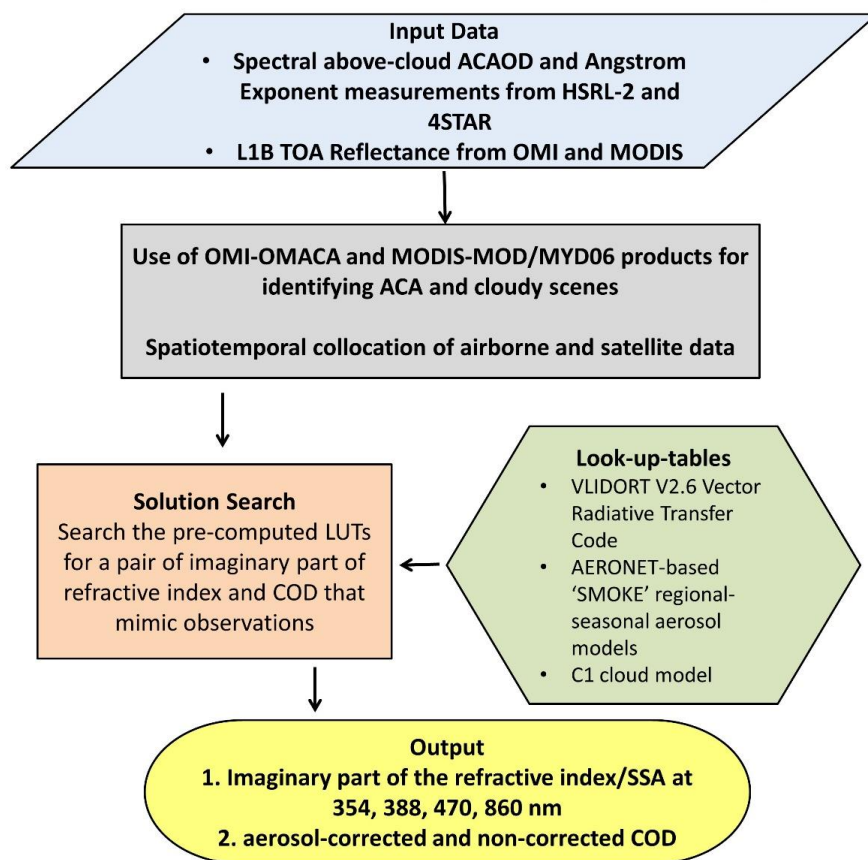 Input Data
• Spectral above-cloud ACAOD and Angstrom
Exponent measurements from HSRL-2 and
4STAR
• L1B TOA Reflectance from OMI and MODIS
Use of OMI-OMACA and MODIS-MOD/MYD06 products for
identifying ACA and cloudy scenes
Spatiotemporal collocation of airborne and satellite data
Solution Search
Search the pre-computed LUTs
for a pair of imaginary part of
refractive index and COD that
mimic observations
Look-up-tables
• VLIDORT V2.6 Vector
Radiative Transfer
Code
• AERONET-based
‘SMOKE’ regional-
seasonal aerosol
models
• C1 cloud model
Output
1. Imaginary part of the refractive index/SSA at
354, 388, 470, 860 nm
2. aerosol-corrected and non-corrected COD